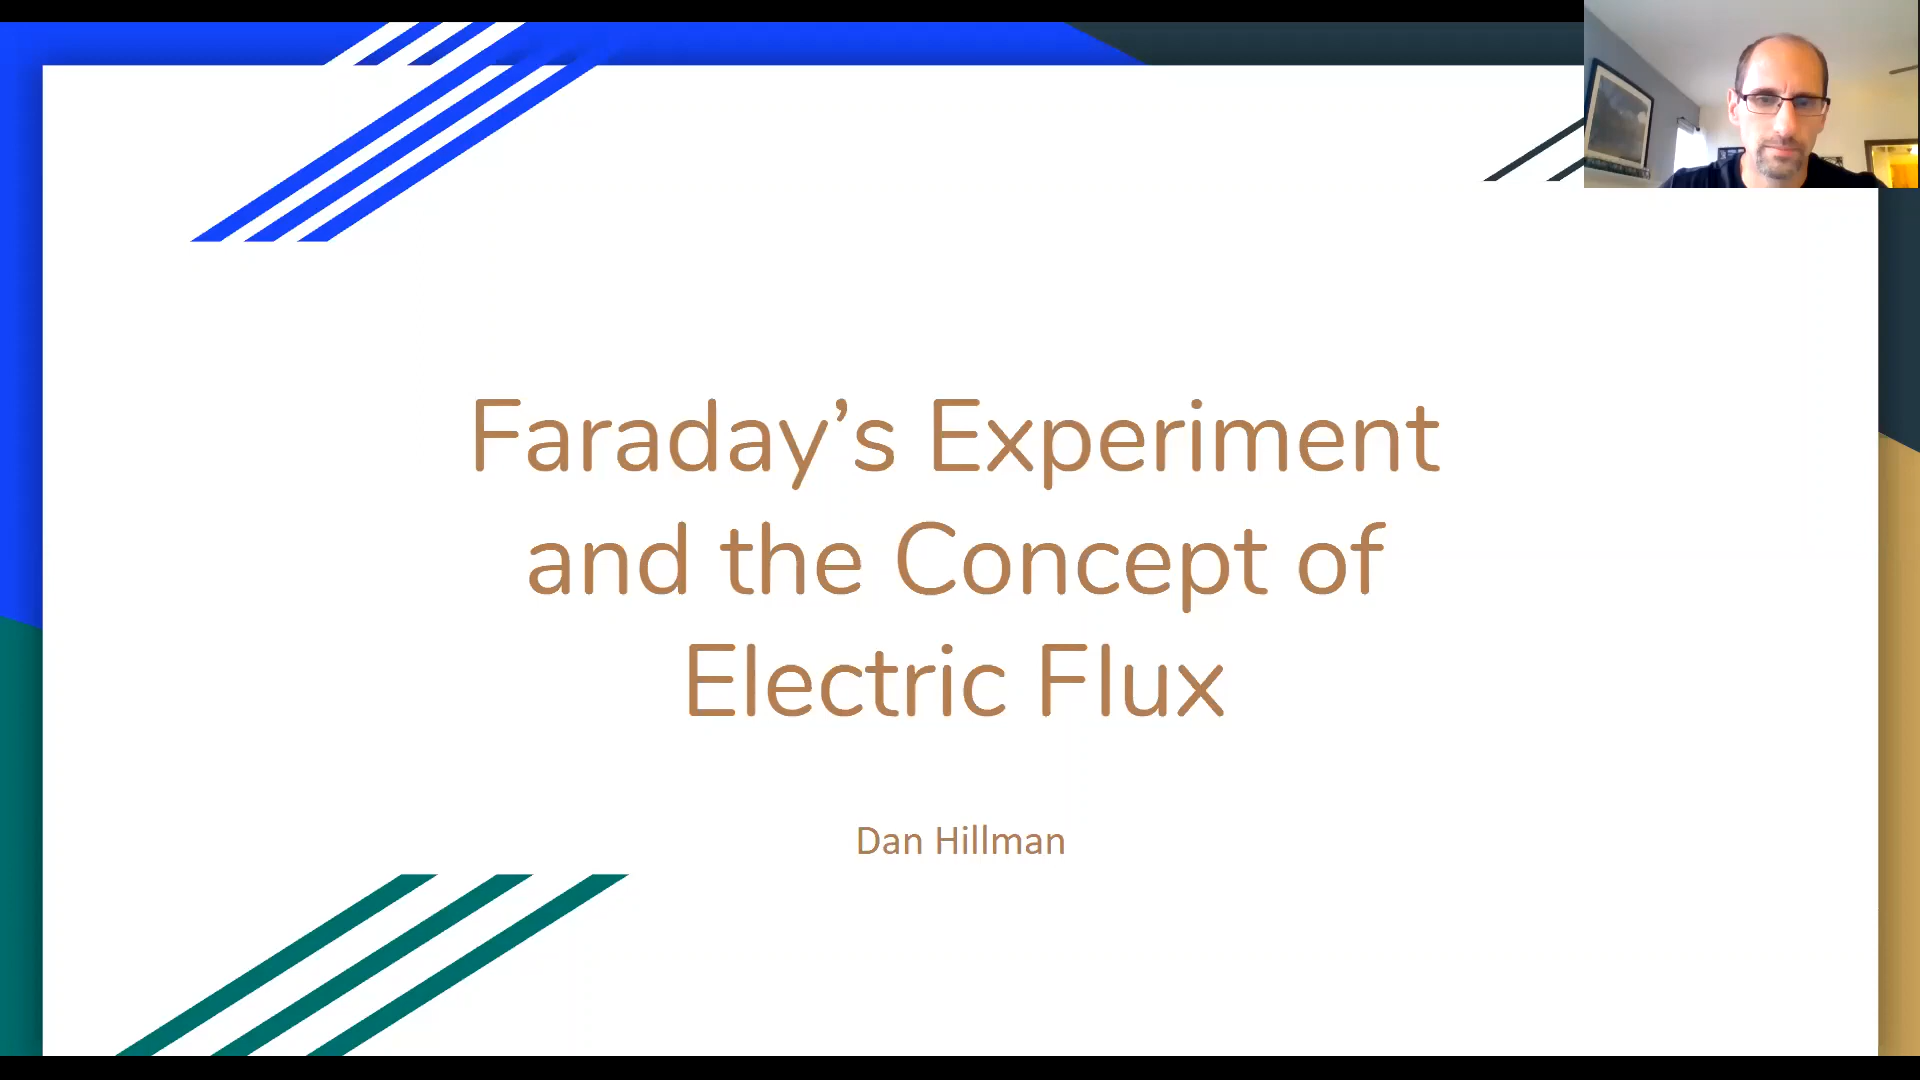 Faraday’s Experiment
and the Concept of
Electric Flux
Dan Hillman